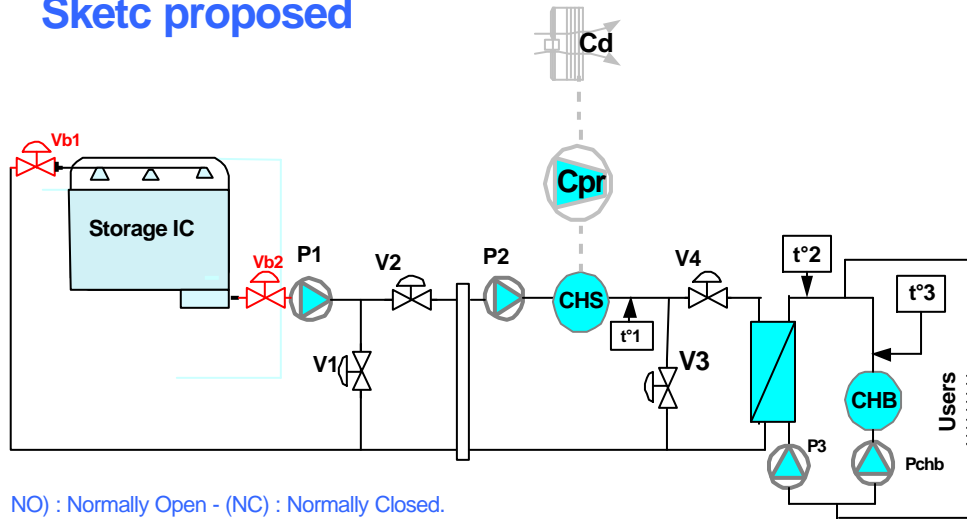 Sketc proposed
Cd
Vb1
Cpr
Storage IC
Vb2
P1
V2
P2
V4
t°2
t°3
CHS
t°1
V1
V3
CHB
Users
P3
Pchb
NO) : Normally Open - (NC) : Normally Closed.